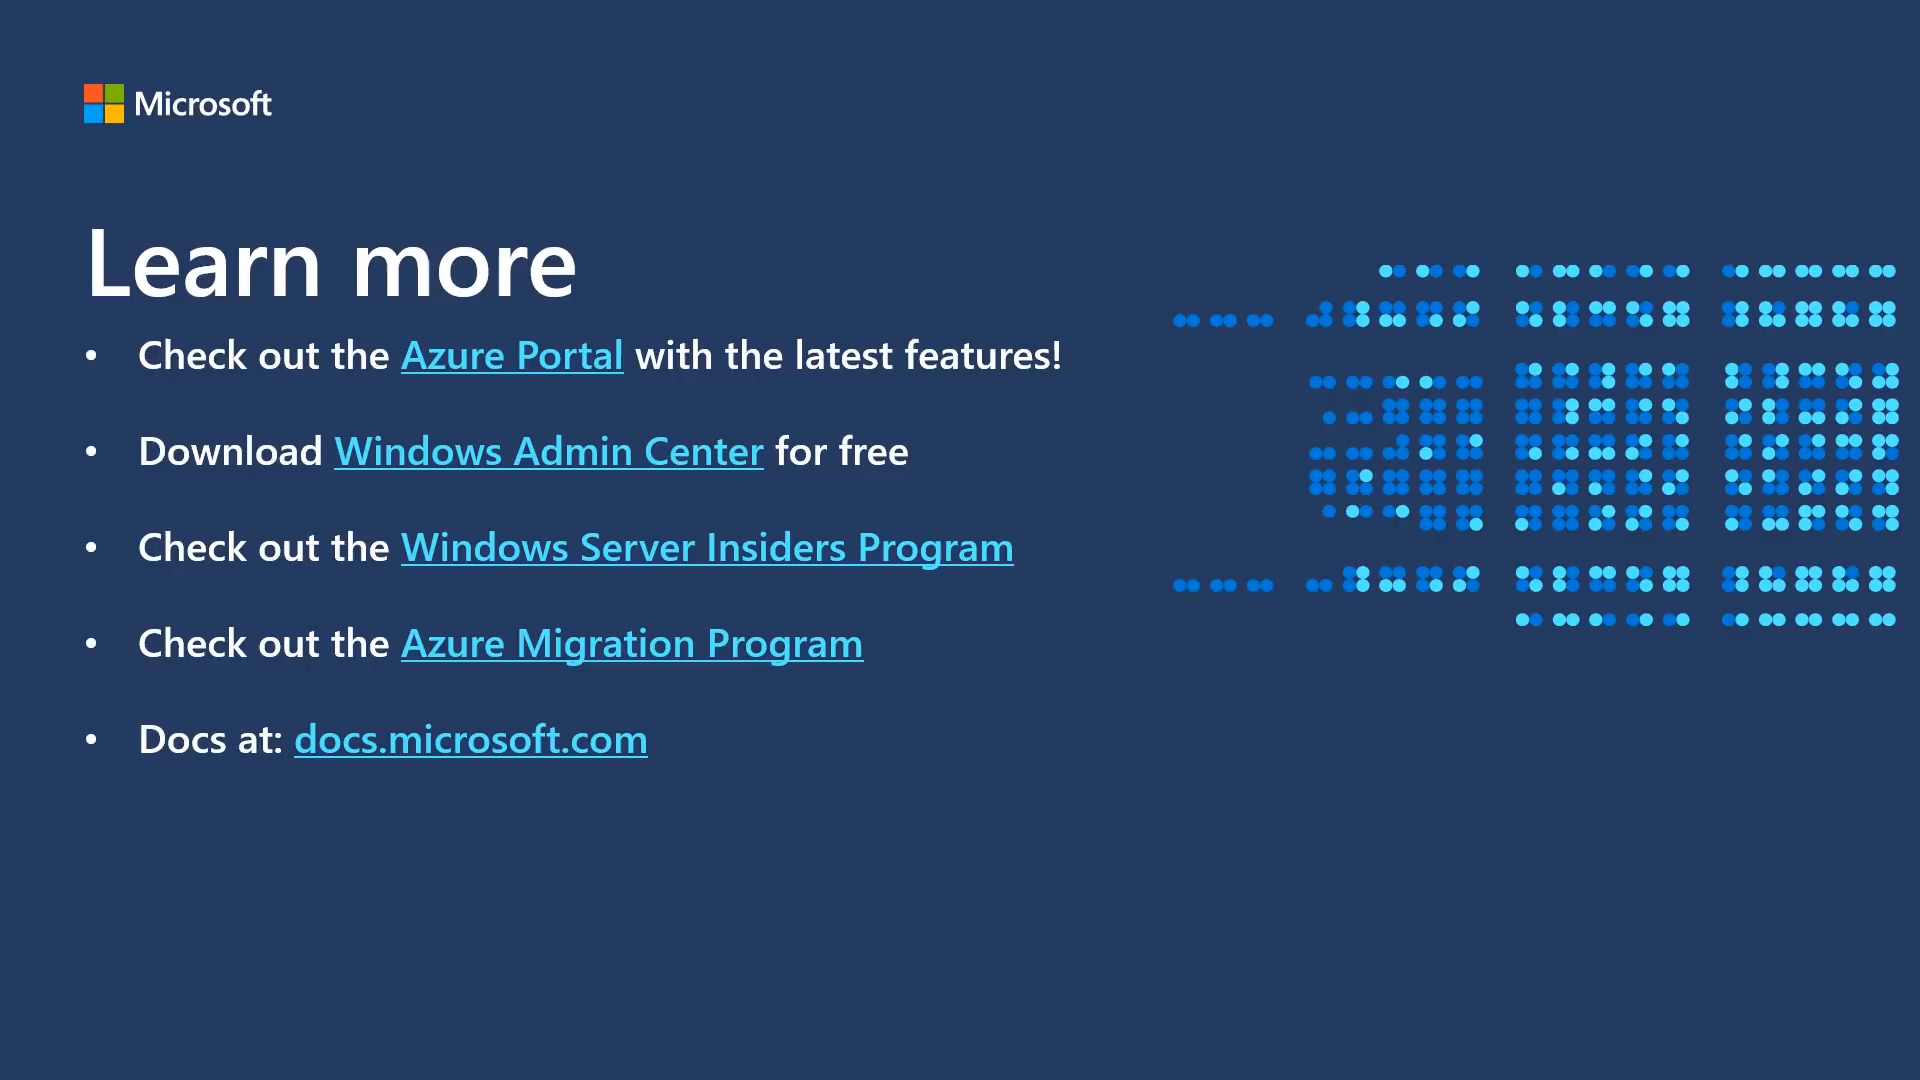 Microsoft
Learn more
• Check out the Azure Portal with the latest features!
• Download Windows Admin Center for free
• Check out the Windows Server Insiders Program
• Check out the Azure Migration Program
• Docs at: docs.microsoft.com